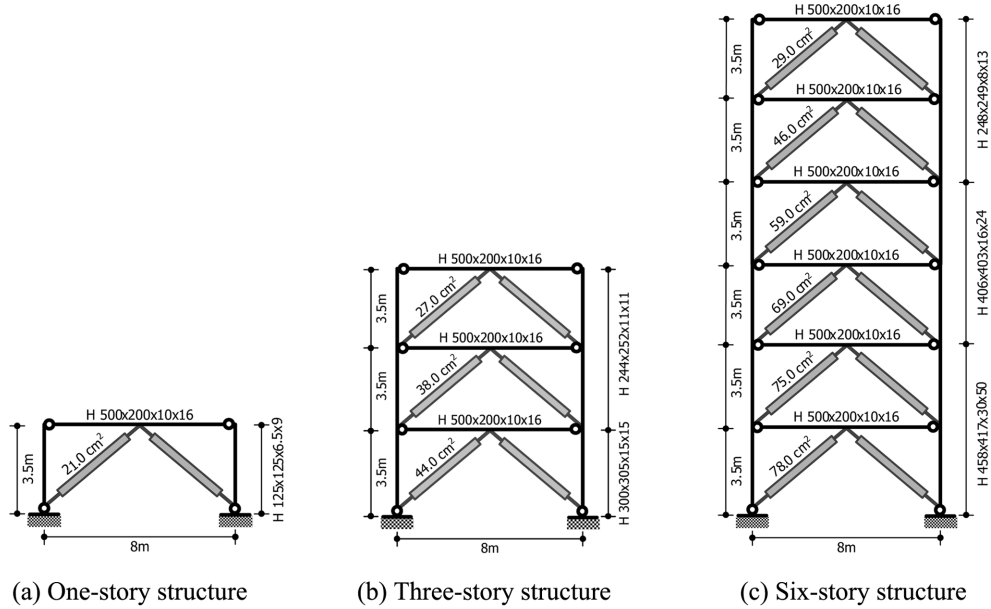 H 500x200x10x16
21.0 cm²
3.5m
H 125x125x6.5x9
8m
(a) One-story structure
H 500x200x10x16
27.0 cm²
3.5m
H 500x200x10x16
38.0 cm²
3.5m
H 500x200x10x16
44.0 cm²
3.5m
H 244x252x11x11
H 300x305x15x15
8m
(b) Three-story structure
H 500x200x10x16
29.0 cm²
3.5m
H 500x200x10x16
46.0 cm²
3.5m
H 500x200x10x16
59.0 cm²
3.5m
H 500x200x10x16
69.0 cm²
3.5m
H 500x200x10x16
75.0 cm²
3.5m
H 500x200x10x16
78.0 cm²
3.5m
H 248x249x8x13
H 406x403x16x24
H 458x417x30x50
8m
(c) Six-story structure